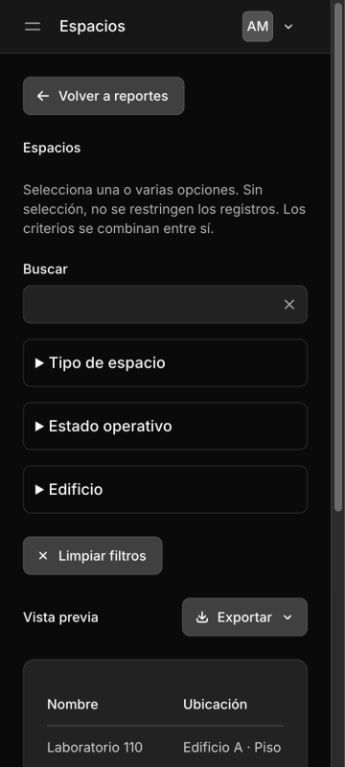 Espacios
AM
Volver a reportes
Espacios
Selecciona una o varias opciones. Sin
selección, no se restringen los registros. Los
criterios se combinan entre sí.
Buscar
Tipo de espacio
Estado operativo
Edificio
Limpiar filtros
Vista previa
Exportar
Nombre Ubicación
Laboratorio 110 Edificio A · Piso